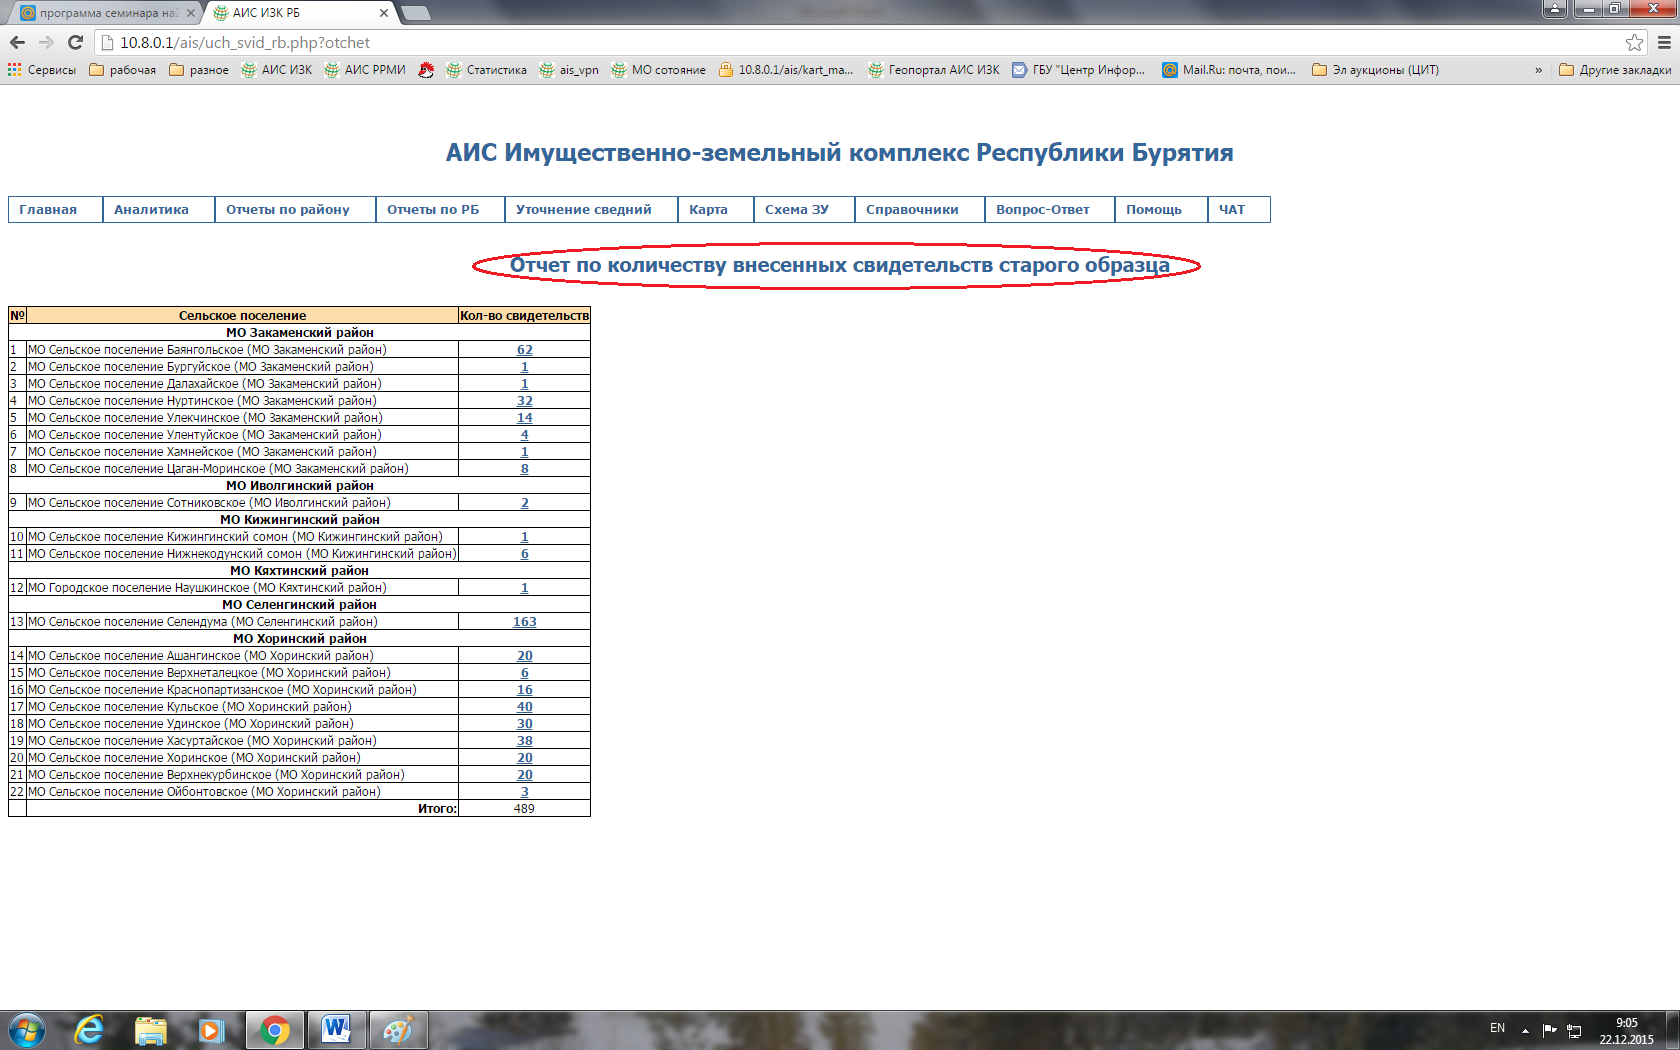 программа семинара на
АИС ИЗК РБ
10.8.0.1/ais/uch_svid_rb.php?otchet
Сервисы рабочая разное АИС ИЗК АИС РРМИ Статистика ais_vpn МО сотояние 10.8.0.1/ais/kart_ma... Геопортал АИС ИЗК ГБУ "Центр Инфор... Mail.Ru: почта, пои... Эл аукционы (ЦИТ) » Другие закладки
АИС Имущественно-земельный комплекс Республики Бурятия
Главная Аналитика Отчеты по району Отчеты по РБ Уточнение сведний Карта Схема ЗУ Справочники Вопрос-Ответ Помощь ЧАТ
Отчет по количеству внесенных свидетельств старого образца
№ Сельское поселение Кол-во свидетельств
МО Закаменский район
1 МО Сельское поселение Баянгольское (МО Закаменский район) 62
2 МО Сельское поселение Бургуйское (МО Закаменский район) 1
3 МО Сельское поселение Далахайское (МО Закаменский район) 1
4 МО Сельское поселение Нуртинское (МО Закаменский район) 32
5 МО Сельское поселение Улекчинское (МО Закаменский район) 14
6 МО Сельское поселение Улентуйское (МО Закаменский район) 4
7 МО Сельское поселение Хамнейское (МО Закаменский район) 1
8 МО Сельское поселение Цаган-Моринское (МО Закаменский район) 8
МО Иволгинский район
9 МО Сельское поселение Сотниковское (МО Иволгинский район) 2
МО Кижингинский район
10 МО Сельское поселение Кижингинский сомон (МО Кижингинский район) 1
11 МО Сельское поселение Нижнекодунский сомон (МО Кижингинский район) 6
МО Кяхтинский район
12 МО Городское поселение Наушкинское (МО Кяхтинский район) 1
МО Селенгинский район
13 МО Сельское поселение Селендума (МО Селенгинский район) 163
МО Хоринский район
14 МО Сельское поселение Ашангинское (МО Хоринский район) 20
15 МО Сельское поселение Верхнеталецкое (МО Хоринский район) 6
16 МО Сельское поселение Краснопартизанское (МО Хоринский район) 16
17 МО Сельское поселение Кульское (МО Хоринский район) 40
18 МО Сельское поселение Удинское (МО Хоринский район) 30
19 МО Сельское поселение Хасуртайское (МО Хоринский район) 38
20 МО Сельское поселение Хоринское (МО Хоринский район) 20
21 МО Сельское поселение Верхнекурбинское (МО Хоринский район) 20
22 МО Сельское поселение Ойбонтовское (МО Хоринский район) 3
Итого: 489
EN
9:05
22.12.2015